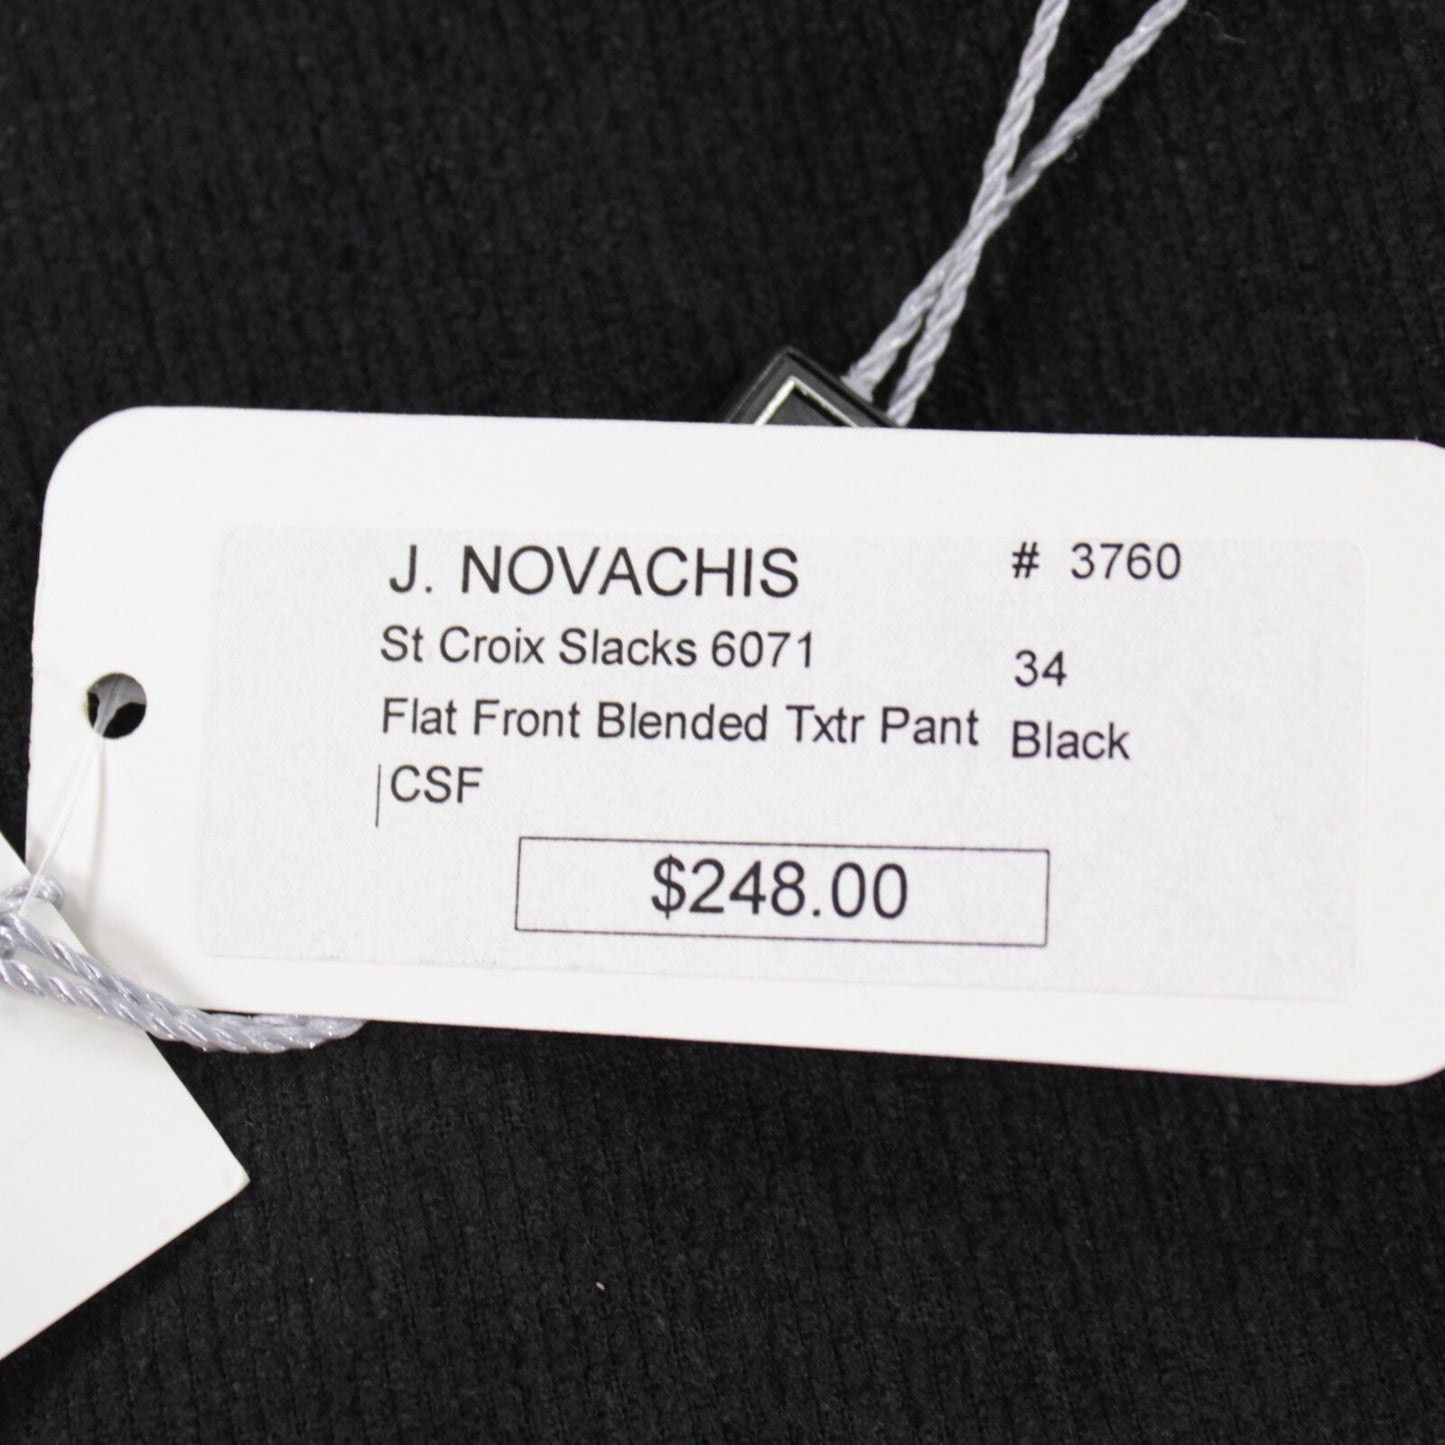 J. NOVACHIS # 3760
St Croix Slacks 6071 34
Flat Front Blended Txtr Pant Black
CSF
$248.00